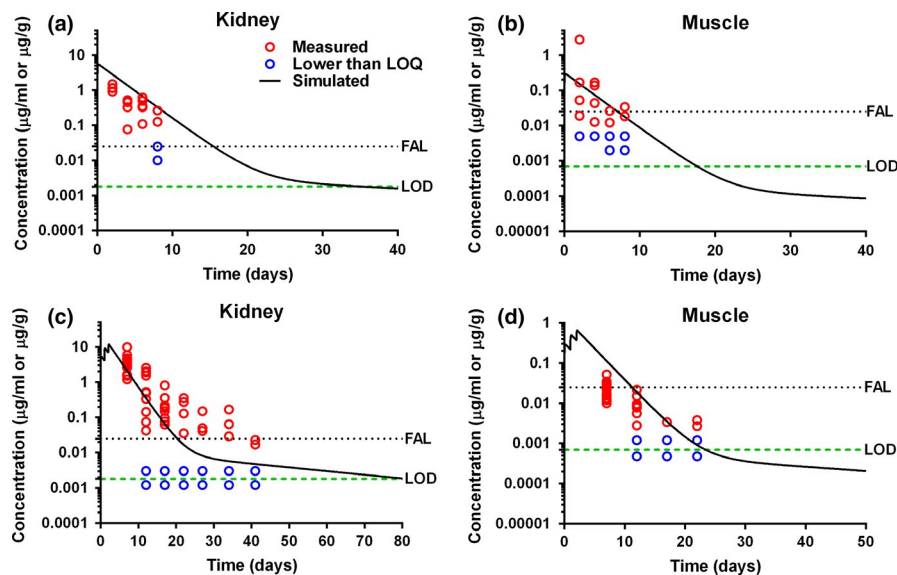 (a) Kidney
Concentration (µg/ml or µg/g)
10
1
0.1
0.01
0.001
0.0001
Measured
Lower than LOQ
Simulated
FAL
LOD
0 10 20 30 40
Time (days)
(b) Muscle
Concentration (µg/ml or µg/g)
1
0.1
0.01
0.001
0.0001
0.00001
FAL
LOD
0 10 20 30 40
Time (days)
(c) Kidney
Concentration (µg/ml or µg/g)
10
1
0.1
0.01
0.001
0.0001
FAL
LOD
0 10 20 30 40 50 60 70 80
Time (days)
(d) Muscle
Concentration (µg/ml or µg/g)
1
0.1
0.01
0.001
0.0001
0.00001
FAL
LOD
0 10 20 30 40 50
Time (days)